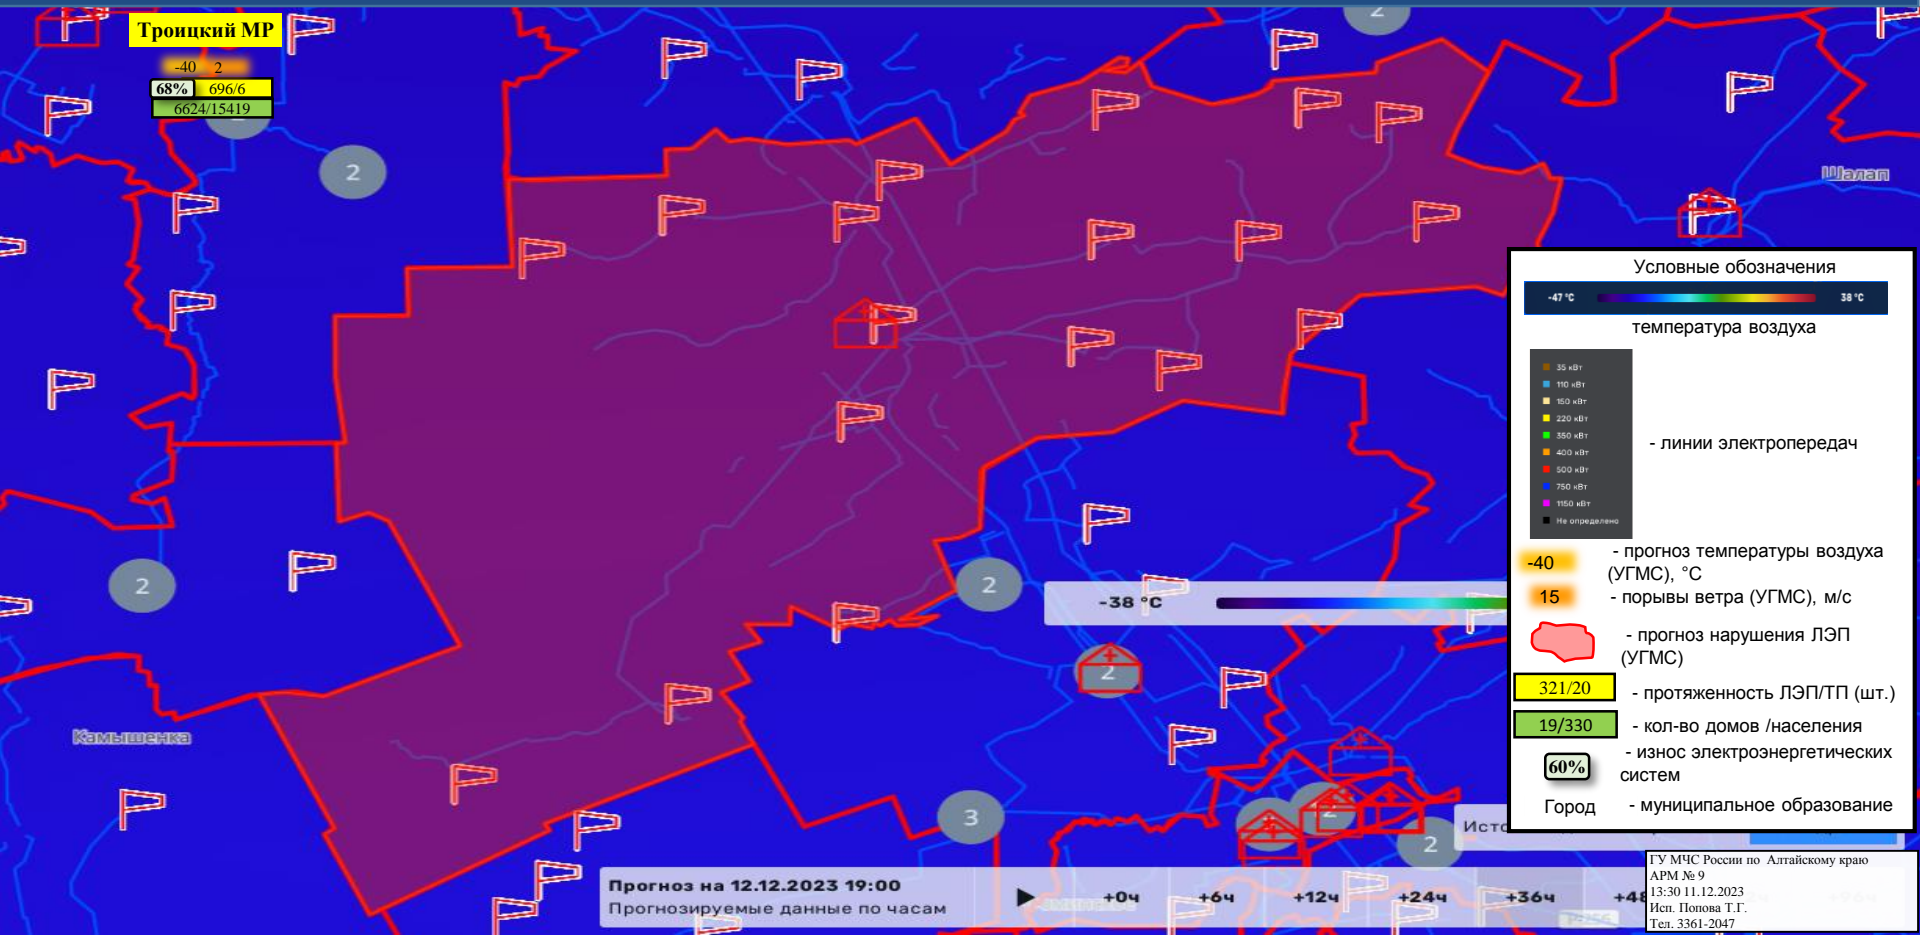 Троицкий МР
-40 2
68% 696/6
6624/15419
2
2
Шалап
2
2
2
Камышенка
3
2
2
-38 °C
Прогноз на 12.12.2023 19:00
Прогнозируемые данные по часам
+0ч +6ч +12ч +24ч +36ч +48
Условные обозначения
-47 °C 38 °C
температура воздуха
35 кВт
110 кВт
150 кВт
220 кВт
350 кВт
400 кВт
500 кВт
750 кВт
1150 кВт
Не определено
- линии электропередач
-40 - прогноз температуры воздуха
(УГМС), °С
15 - порывы ветра (УГМС), м/с
- прогноз нарушения ЛЭП
(УГМС)
321/20 - протяженность ЛЭП/ТП (шт.)
19/330 - кол-во домов /населения
60% - износ электроэнергетических
систем
Город - муниципальное образование
ГУ МЧС России по Алтайскому краю
АРМ № 9
13:30 11.12.2023
Исп. Попова Т.Г.
Тел. 3361-2047